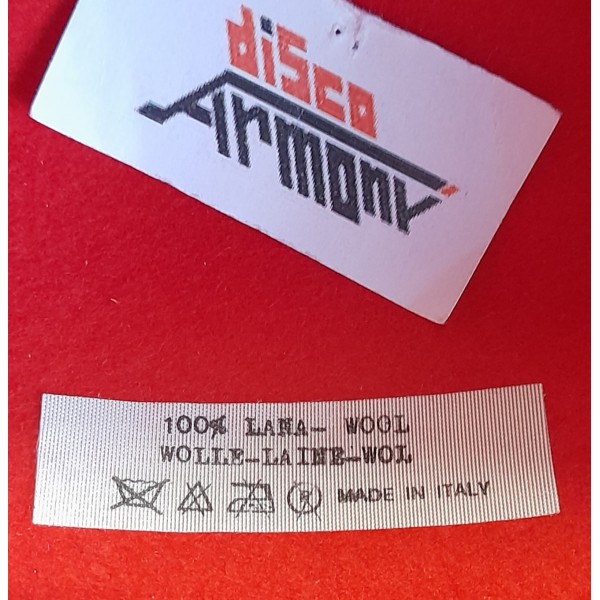 disco
Armony
100% LANA- WOOL
WOLLE-LAINE-WOL
P MADE IN ITALY